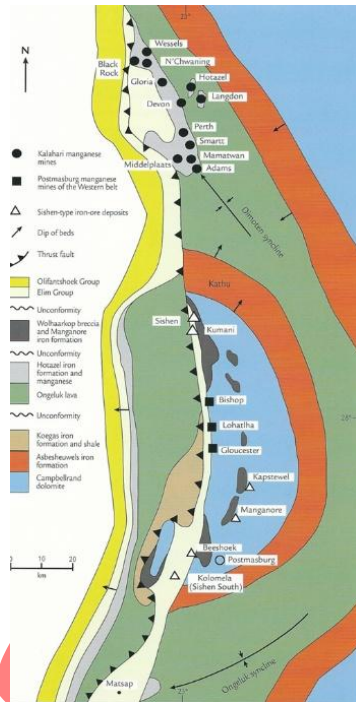 23°
N
Wessels
Black
Rock
N'Chwaning
Gloria
Hotazel
Devon
Langdon
Perth
Smartt
Middelplaats
Mamatwan
Adams
Dimoten syncline
Kalahari manganese
mines
Postmasburg manganese
mines of the Western belt
Sishen-type iron-ore deposits
Dip of beds
Thrust fault
Olifantshoek Group
Elim Group
Unconformity
Wolhaarkop breccia and
Manganore
iron formation
Unconformity
Hotazel iron
formation and
manganese
Ongeluk lava
Unconformity
Koegas iron
formation and shale
Asbesheuwels iron
formation
Campbellrand
dolomite
0
10
20
km
Kathu
Sishen
Kumani
Bishop
Lohatlha
Gloucester
28°
Kapstewel
Manganore
Beeshoek
Postmasburg
Kolomela
(Sishen South)
Matsap
Ongeluk syncline
23°